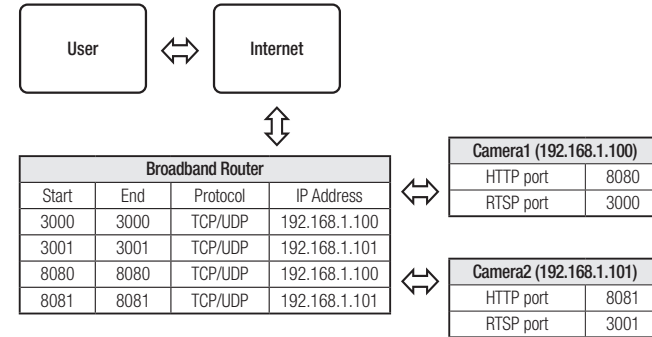 User
Internet
Broadband Router
Start End Protocol IP Address
3000 3000 TCP/UDP 192.168.1.100
3001 3001 TCP/UDP 192.168.1.101
8080 8080 TCP/UDP 192.168.1.100
8081 8081 TCP/UDP 192.168.1.101
Camera1 (192.168.1.100)
HTTP port 8080
RTSP port 3000
Camera2 (192.168.1.101)
HTTP port 8081
RTSP port 3001